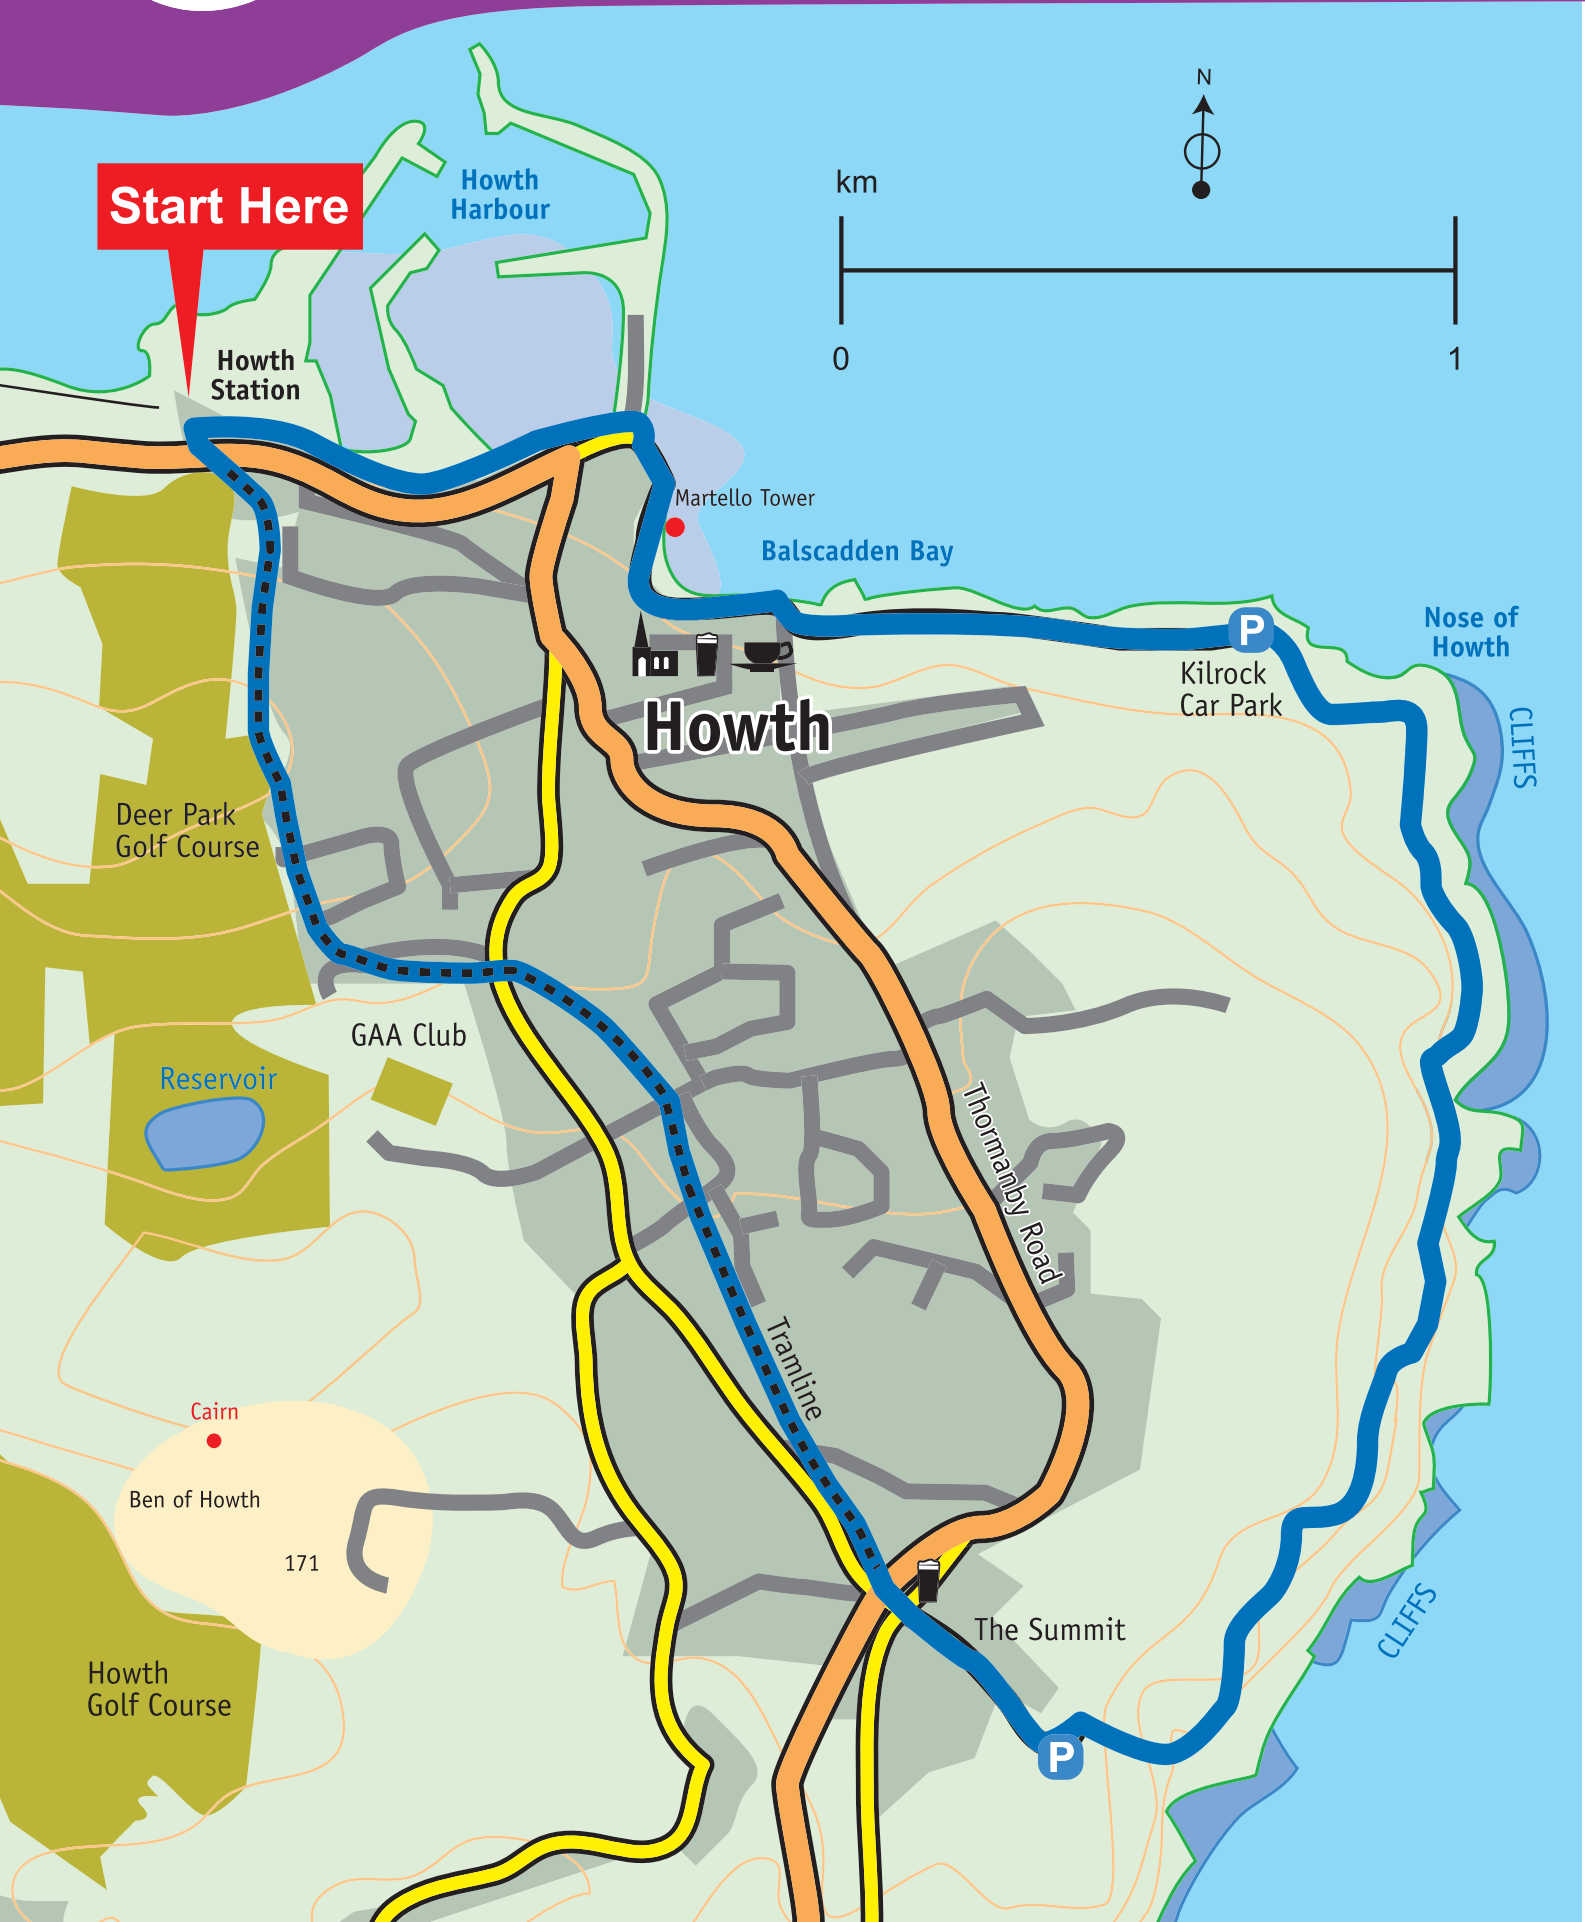 N
Start Here
Howth
Harbour
km
0
1
Howth
Station
Martello Tower
Balscadden Bay
Nose of
Howth
P
Kilrock
Car Park
CLIFFS
Howth
Deer Park
Golf Course
GAA Club
Reservoir
Thormanby Road
Tramline
Cairn
Ben of Howth
171
CLIFFS
The Summit
Howth
Golf Course
P